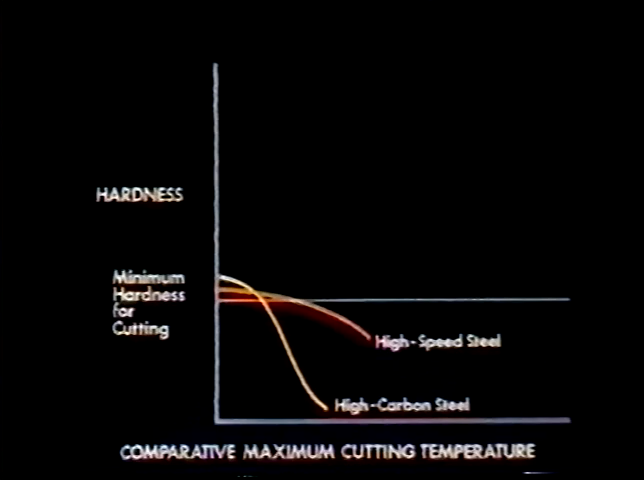 HARDNESS
Minimum
Hardness
for
Cutting
High-Speed Steel
High-Carbon Steel
COMPARATIVE MAXIMUM CUTTING TEMPERATURE